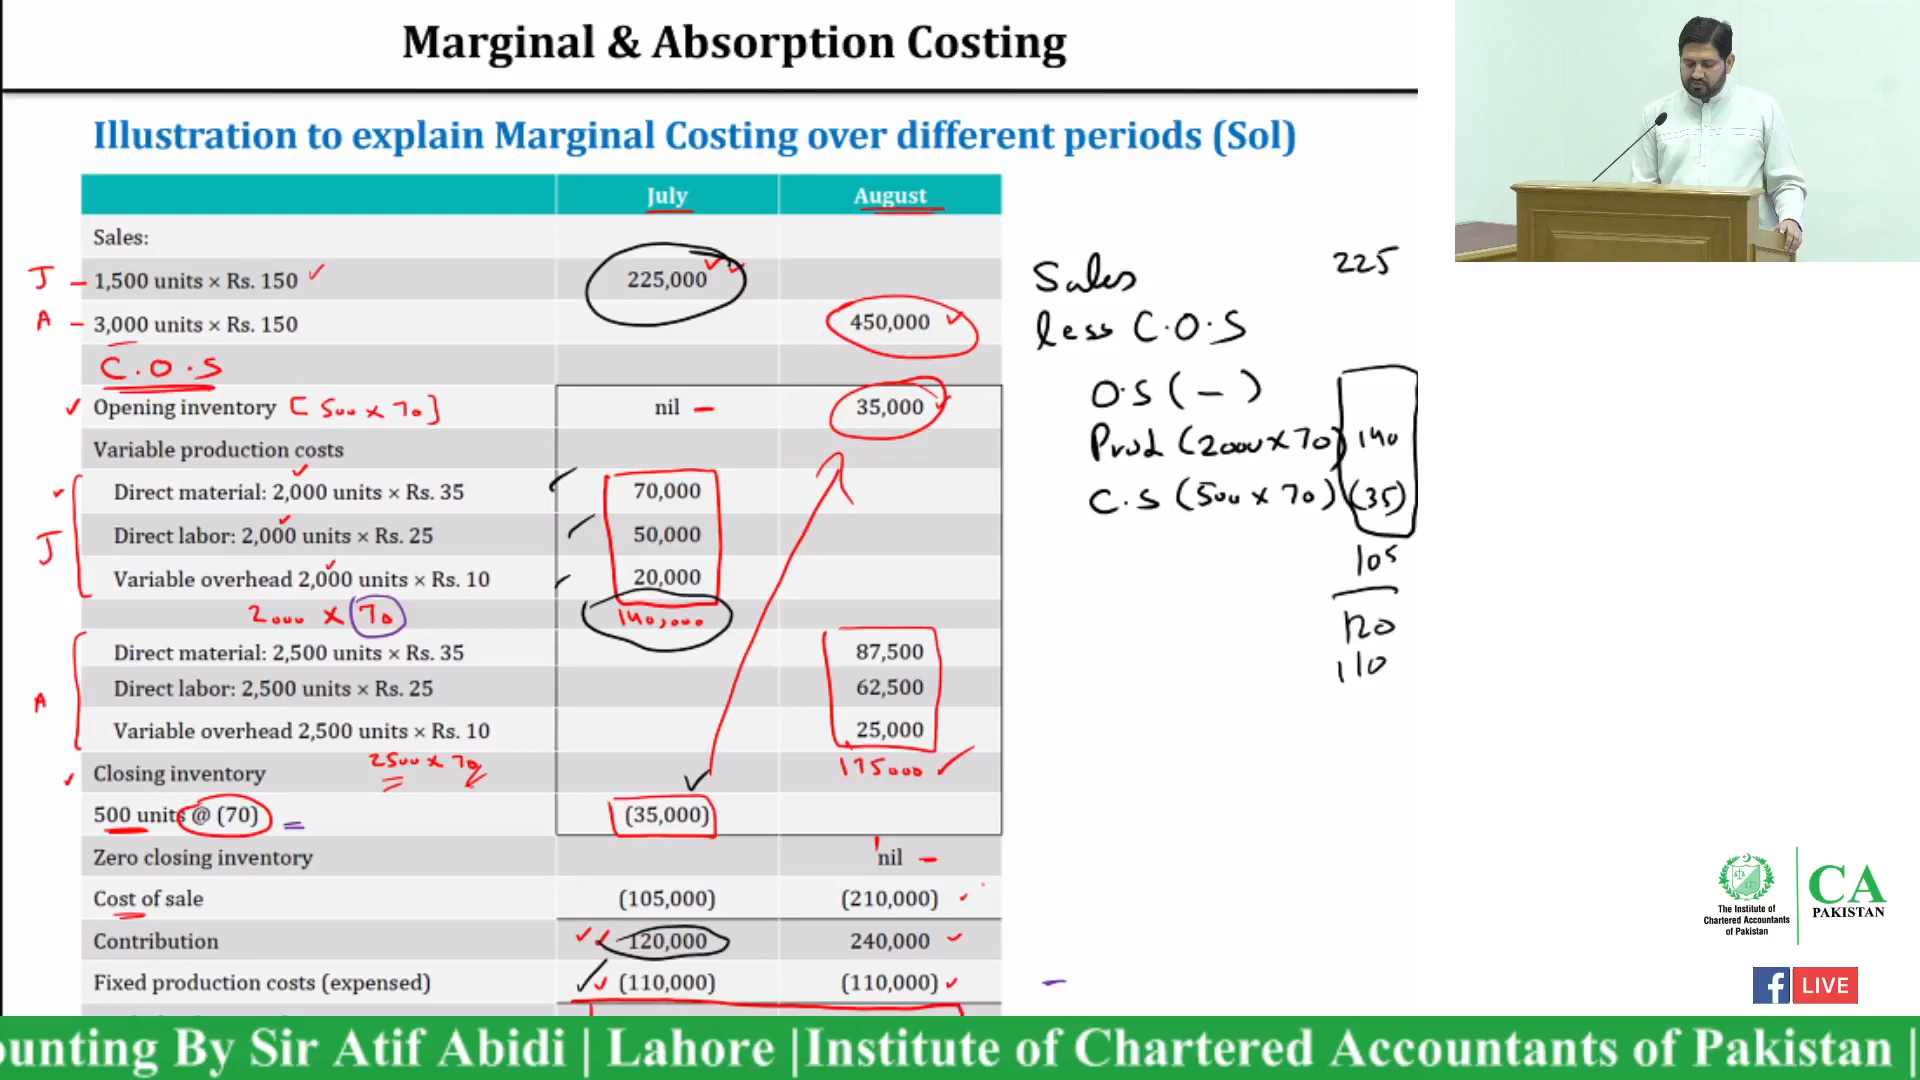 Marginal & Absorption Costing
Illustration to explain Marginal Costing over different periods (Sol)
July August
Sales:
J - 1,500 units × Rs. 150 225,000
A - 3,000 units × Rs. 150 450,000
C.O.S
Opening inventory [500 x 70] nil - 35,000
Variable production costs
Direct material: 2,000 units × Rs. 35 70,000
J Direct labor: 2,000 units × Rs. 25 50,000
Variable overhead 2,000 units × Rs. 10 20,000
2000 x 70 140,000
Direct material: 2,500 units × Rs. 35 87,500
A Direct labor: 2,500 units × Rs. 25 62,500
Variable overhead 2,500 units × Rs. 10 25,000
2500 x 70 175000
Closing inventory
500 units @ (70) (35,000)
Zero closing inventory nil -
Cost of sale (105,000) (210,000)
Contribution 120,000 240,000
Fixed production costs (expensed) (110,000) (110,000)
Sales 225
less C.O.S
O.S (-)
Prod (2000x70) 140
C.S (500 x 70) (35)
105
120
110
The Institute of
Chartered Accountants
of Pakistan
CA
PAKISTAN
f LIVE
ounting By Sir Atif Abidi | Lahore |Institute of Chartered Accountants of Pakistan |